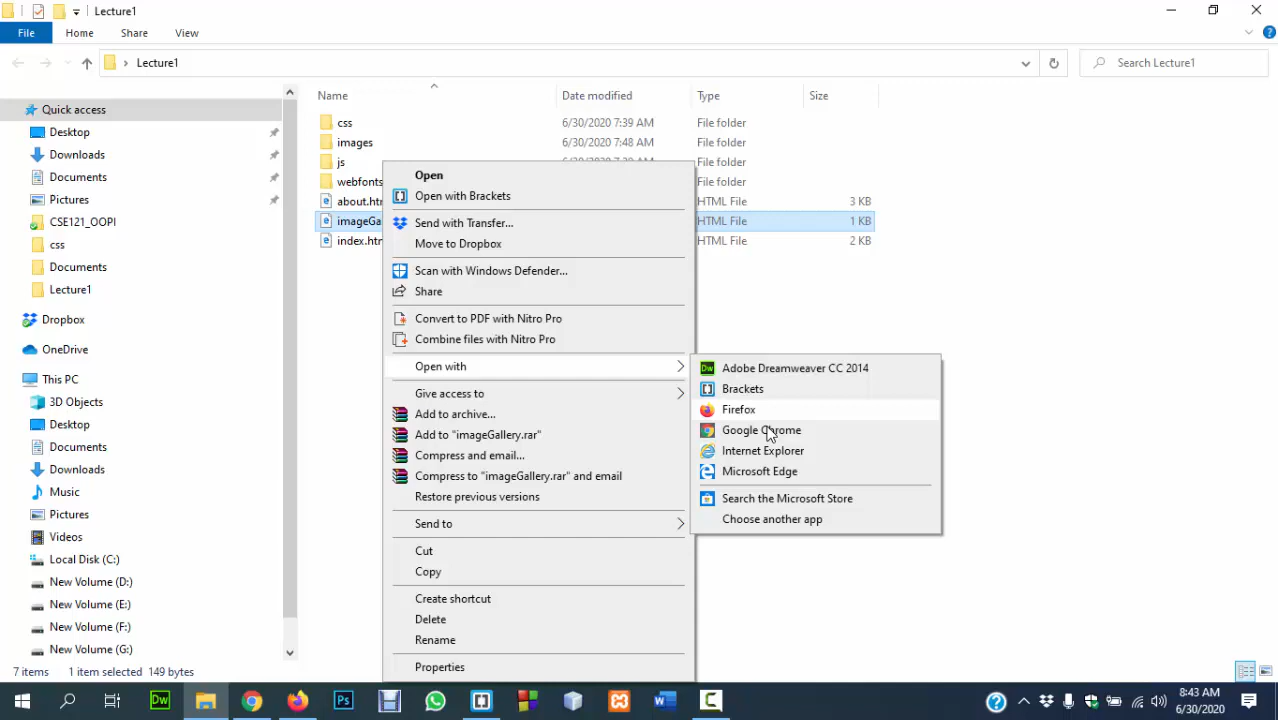 Lecture1
File Home Share View
Lecture1
Search Lecture1
Name Date modified Type Size
Quick access
Desktop
Downloads
Documents
Pictures
CSE121_OOPI
css
Documents
Lecture1
Dropbox
OneDrive
This PC
3D Objects
Desktop
Documents
Downloads
Music
Pictures
Videos
Local Disk (C:)
New Volume (D:)
New Volume (E:)
New Volume (F:)
New Volume (G:)
css 6/30/2020 7:39 AM File folder
images 6/30/2020 7:48 AM File folder
js File folder
webfonts File folder
about.htm HTML File 3 KB
imageGa HTML File 1 KB
index.htm HTML File 2 KB
Open
Open with Brackets
Send with Transfer...
Move to Dropbox
Scan with Windows Defender...
Share
Convert to PDF with Nitro Pro
Combine files with Nitro Pro
Open with
Give access to
Add to archive...
Add to "imageGallery.rar"
Compress and email...
Compress to "imageGallery.rar" and email
Restore previous versions
Send to
Cut
Copy
Create shortcut
Delete
Rename
Properties
Adobe Dreamweaver CC 2014
Brackets
Firefox
Google Chrome
Internet Explorer
Microsoft Edge
Search the Microsoft Store
Choose another app
7 items 1 item selected 149 bytes
Dw
Ps
8:43 AM
6/30/2020